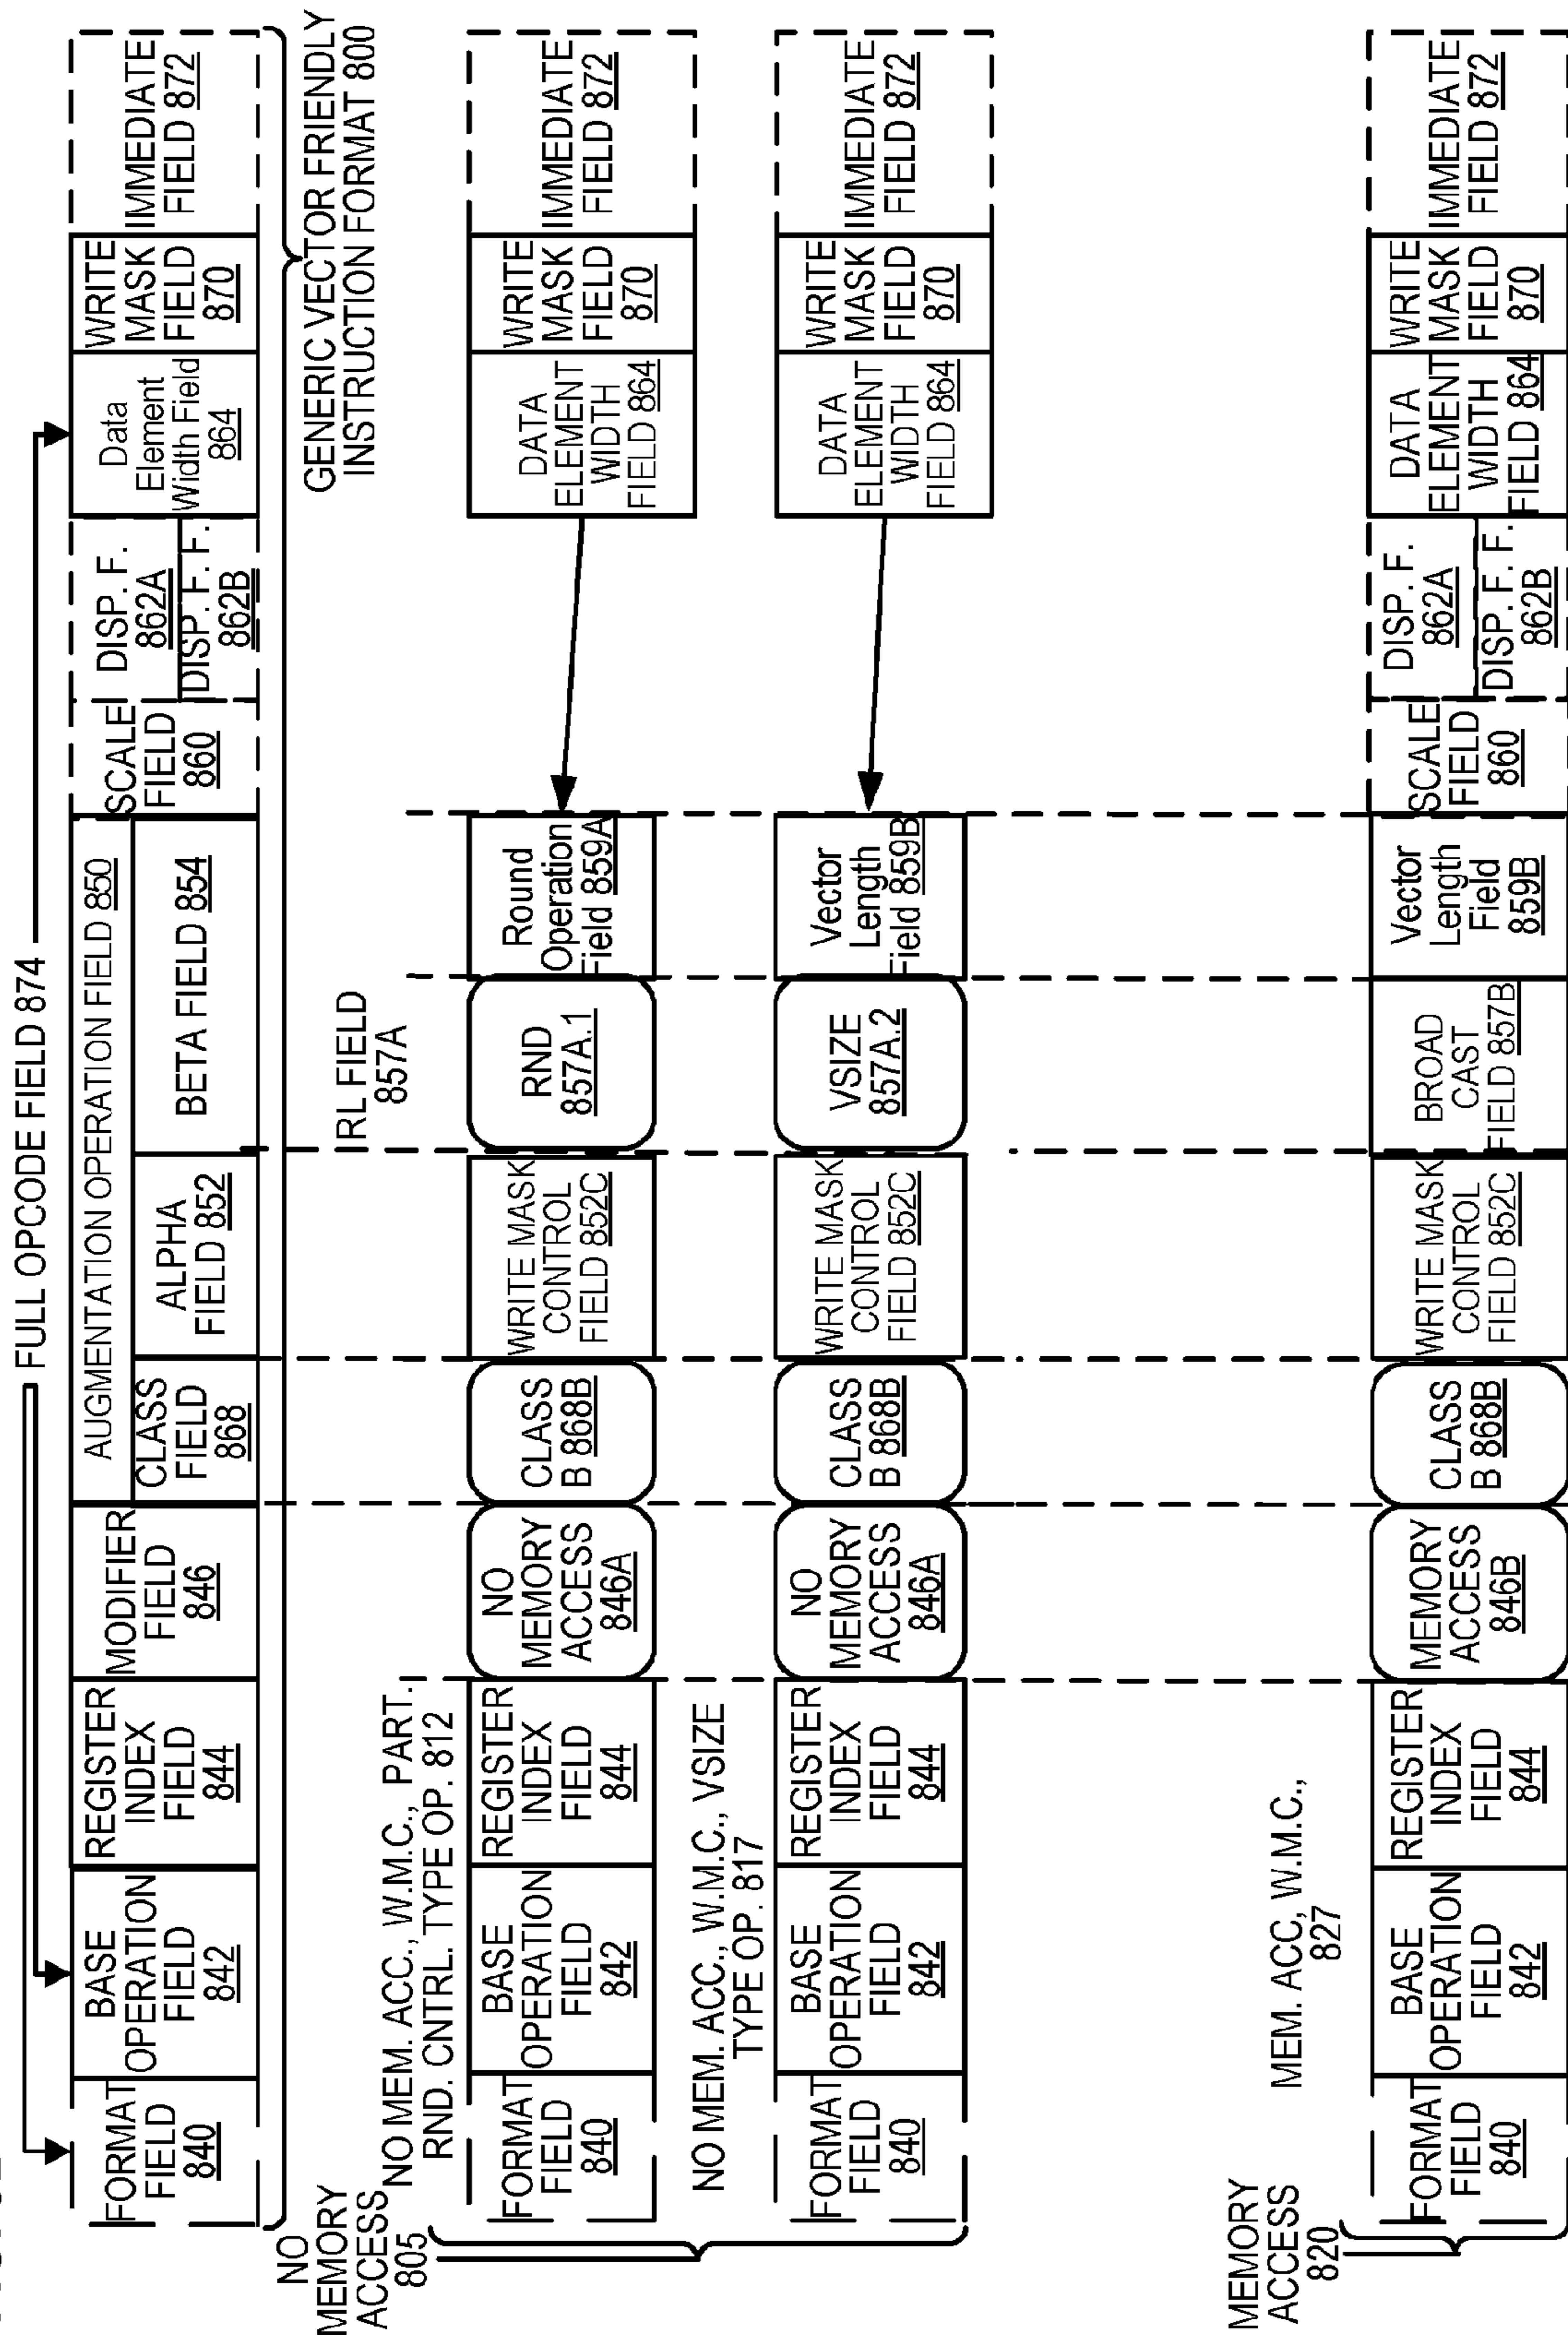 FULL OPCODE FIELD 874
FORMAT
FIELD
840
BASE
OPERATION
FIELD
842
REGISTER
INDEX
FIELD
844
MODIFIER
FIELD
846
AUGMENTATION OPERATION FIELD 850
CLASS
FIELD
868
ALPHA
FIELD 852
BETA FIELD 854
SCALE
FIELD
860
DISP. F.
862A
DISP. F. F.
862B
Data
Element
Width Field
864
WRITE
MASK
FIELD
870
IMMEDIATE
FIELD 872
GENERIC VECTOR FRIENDLY
INSTRUCTION FORMAT 800
NO
MEMORY
ACCESS
805
NO MEM. ACC., W.M.C., PART.
RND. CNTRL. TYPE OP. 812
RL FIELD
857A
FORMAT
FIELD
840
BASE
OPERATION
FIELD
842
REGISTER
INDEX
FIELD
844
NO
MEMORY
ACCESS
846A
CLASS
B 868B
WRITE MASK
CONTROL
FIELD 852C
RND
857A.1
Round
Operation
Field 859A
DATA
ELEMENT
WIDTH
FIELD 864
WRITE
MASK
FIELD
870
IMMEDIATE
FIELD 872
NO MEM. ACC., W.M.C., VSIZE
TYPE OP. 817
FORMAT
FIELD
840
BASE
OPERATION
FIELD
842
REGISTER
INDEX
FIELD
844
NO
MEMORY
ACCESS
846A
CLASS
B 868B
WRITE MASK
CONTROL
FIELD 852C
VSIZE
857A.2
Vector
Length
Field 859B
DATA
ELEMENT
WIDTH
FIELD 864
WRITE
MASK
FIELD
870
IMMEDIATE
FIELD 872
MEMORY
ACCESS
820
MEM. ACC, W.M.C.,
827
FORMAT
FIELD
840
BASE
OPERATION
FIELD
842
REGISTER
INDEX
FIELD
844
MEMORY
ACCESS
846B
CLASS
B 868B
WRITE MASK
CONTROL
FIELD 852C
BROAD
CAST
FIELD 857B
Vector
Length
Field
859B
SCALE
FIELD
860
DISP. F.
862A
DISP. F. F.
862B
DATA
ELEMENT
WIDTH
FIELD 864
WRITE
MASK
FIELD
870
IMMEDIATE
FIELD 872